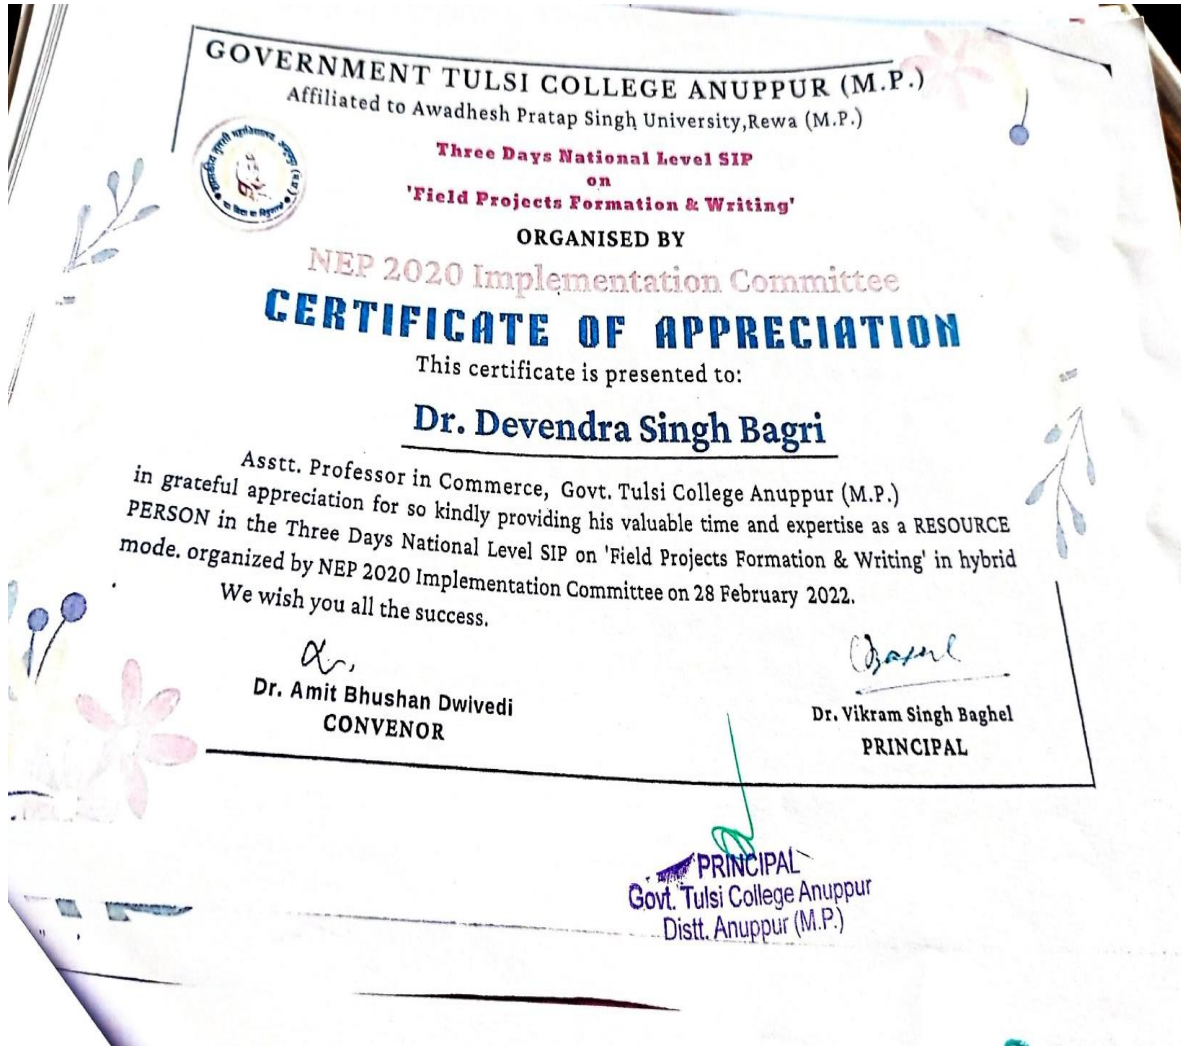 GOVERNMENT TULSI COLLEGE ANUPPUR (M.P.)
Affiliated to Awadhesh Pratap Singh University,Rewa (M.P.)
Three Days National Level SIP
on
'Field Projects Formation & Writing'
ORGANISED BY
NEP 2020 Implementation Committee
CERTIFICATE OF APPRECIATION
This certificate is presented to:
Dr. Devendra Singh Bagri
Asstt. Professor in Commerce, Govt. Tulsi College Anuppur (M.P.)
in grateful appreciation for so kindly providing his valuable time and expertise as a RESOURCE
PERSON in the Three Days National Level SIP on 'Field Projects Formation & Writing' in hybrid
mode. organized by NEP 2020 Implementation Committee on 28 February 2022.
We wish you all the success.
Dr. Amit Bhushan Dwivedi
CONVENOR
Dr. Vikram Singh Baghel
PRINCIPAL
PRINCIPAL
Govt. Tulsi College Anuppur
Distt. Anuppur (M.P.)